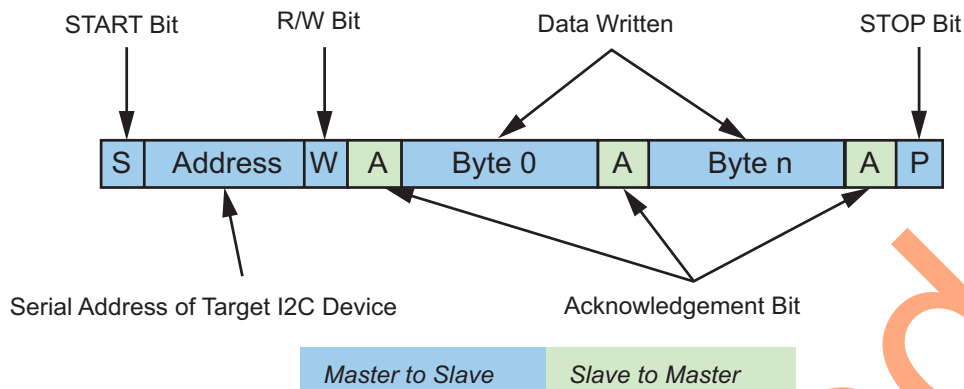 START Bit
R/W Bit
Data Written
STOP Bit
S Address W A Byte 0 A Byte n A P
Serial Address of Target I2C Device
Acknowledgement Bit
Master to Slave
Slave to Master